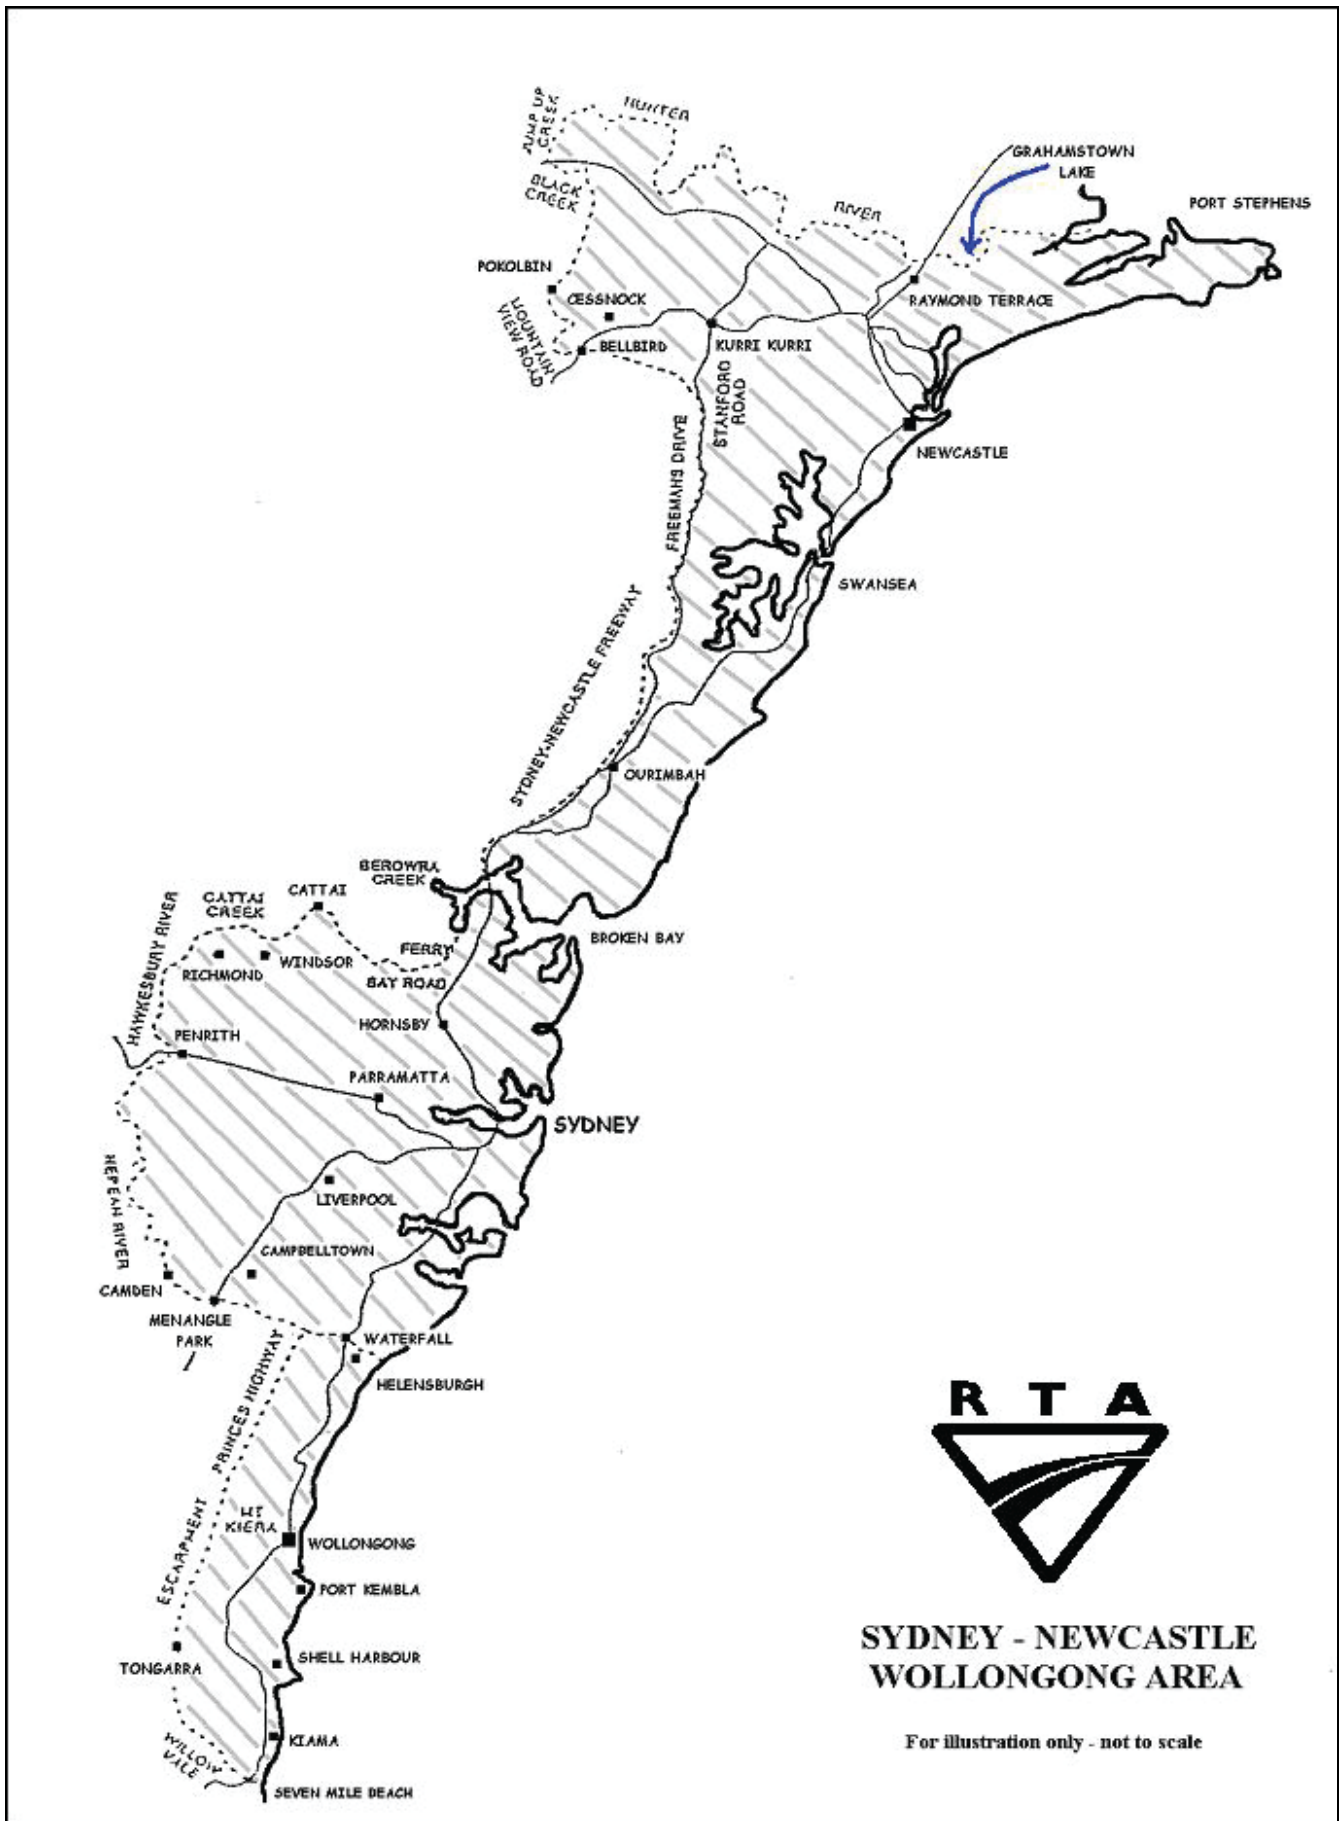 JUMP UP
CREEK
HUNTER
GRAHAMSTOWN
LAKE
BLACK
CREEK
RIVER
PORT STEPHENS
POKOLBIN
CESSNOCK
RAYMOND TERRACE
MOUNTAIN
VIEW ROAD
BELLBIRD
KURRI KURRI
STANFORD
ROAD
FREEMANS DRIVE
NEWCASTLE
SWANSEA
SYDNEY-NEWCASTLE FREEWAY
OURIMBAH
BEROWRA
CREEK
CATTAI
CATTAI
CREEK
HAWKESBURY RIVER
FERRY
BROKEN BAY
RICHMOND
WINDSOR
BAY ROAD
HORNSBY
PENRITH
PARRAMATTA
SYDNEY
NEPEAN RIVER
LIVERPOOL
CAMPBELLTOWN
CAMDEN
MENANGLE
PARK
WATERFALL
PRINCES HIGHWAY
HELENSBURGH
R T A
ESCARPMENT
MT
KIERA
WOLLONGONG
PORT KEMBLA
SYDNEY - NEWCASTLE
WOLLONGONG AREA
TONGARRA
SHELL HARBOUR
For illustration only - not to scale
KIAMA
WILLOW
VALE
SEVEN MILE BEACH